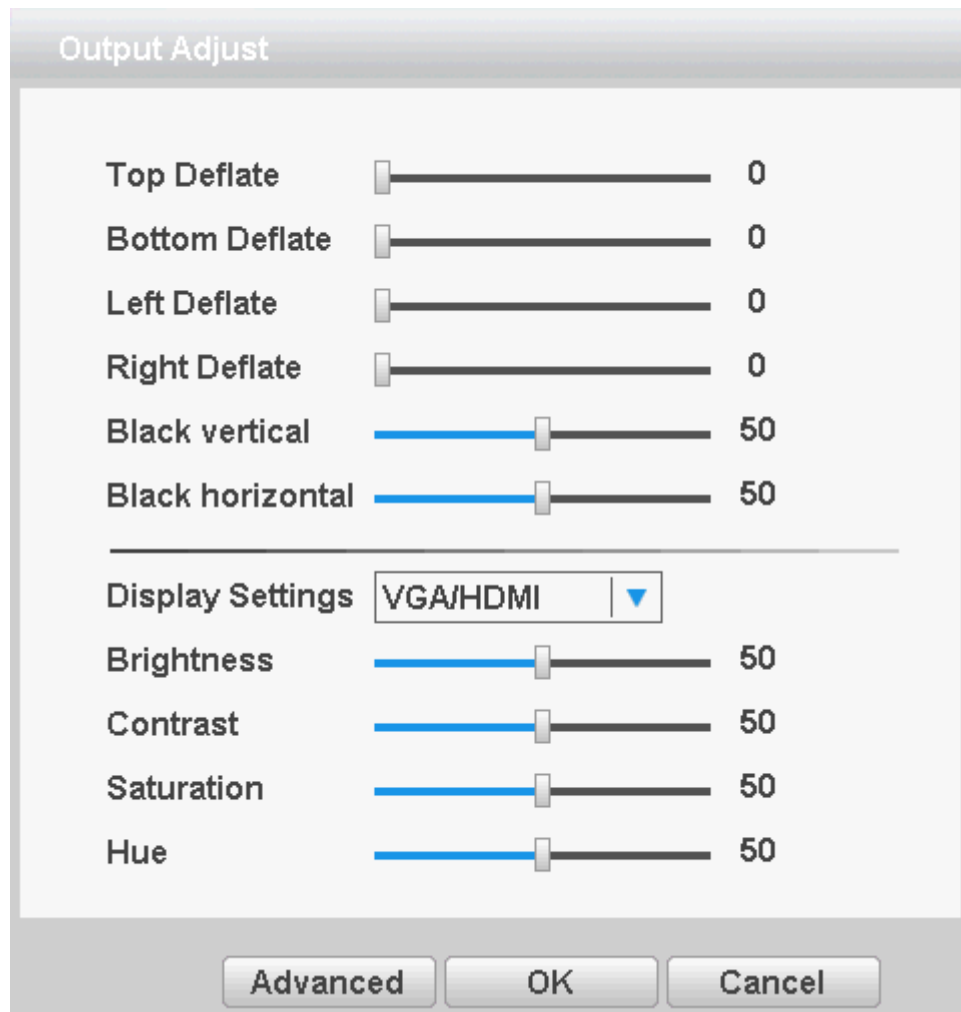 Output Adjust
Top Deflate 0
Bottom Deflate 0
Left Deflate 0
Right Deflate 0
Black vertical 50
Black horizontal 50
Display Settings VGA/HDMI
Brightness 50
Contrast 50
Saturation 50
Hue 50
Advanced OK Cancel